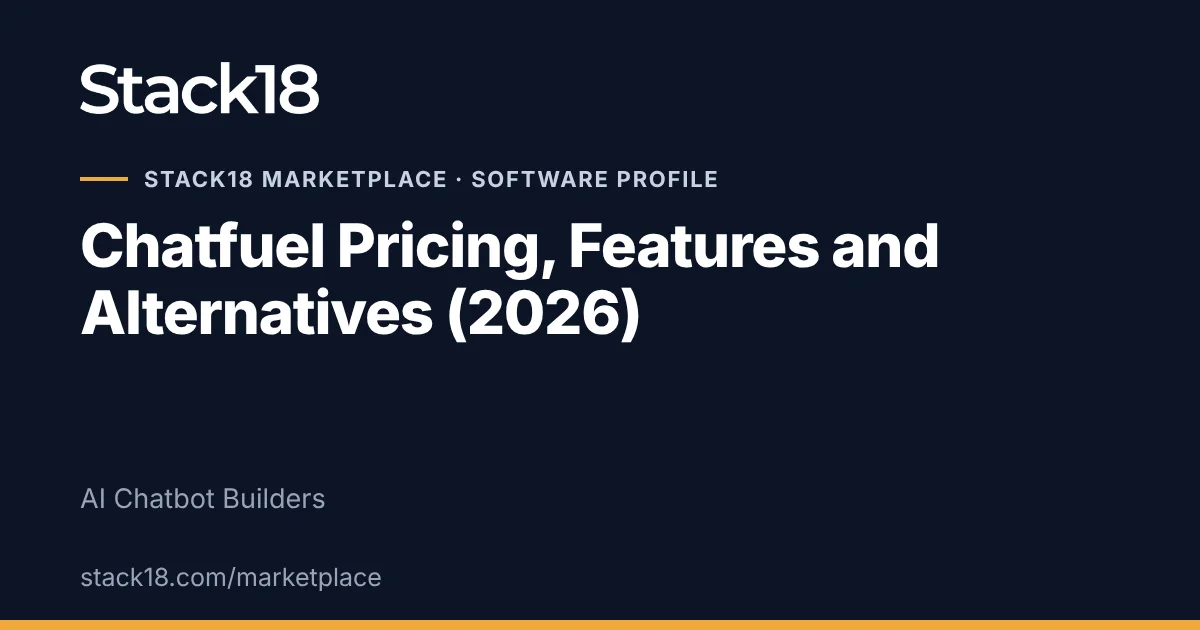 Stack18
STACK18 MARKETPLACE · SOFTWARE PROFILE
Chatfuel Pricing, Features and
Alternatives (2026)
AI Chatbot Builders
stack18.com/marketplace